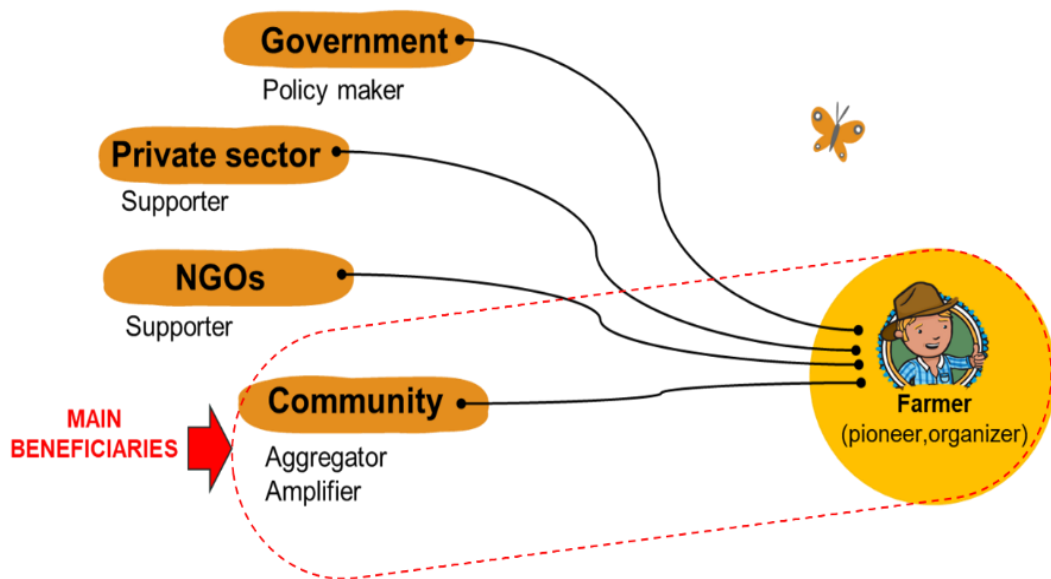 Government
Policy maker
Private sector
Supporter
NGOs
Supporter
Community
Aggregator
Amplifier
MAIN
BENEFICIARIES
Farmer
(pioneer,organizer)